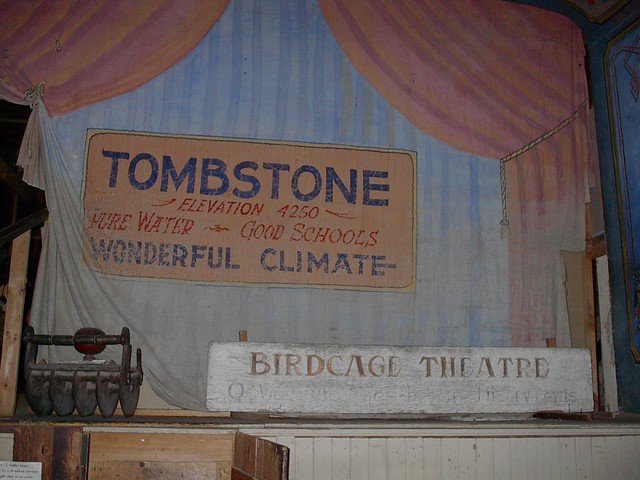 TOMBSTONE
ELEVATION 4250
PURE WATER GOOD SCHOOLS
WONDERFUL CLIMATE
BIRDCAGE THEATRE